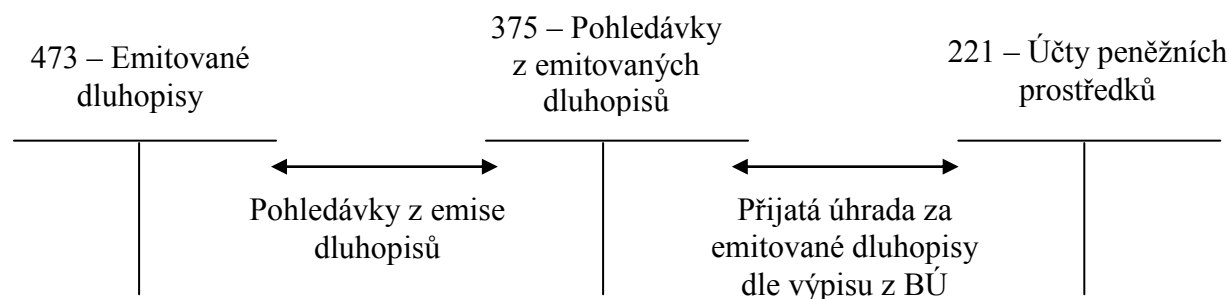 473 – Emitované
dluhopisy
375 – Pohledávky
z emitovaných
dluhopisů
221 – Účty peněžních
prostředků
Pohledávky z emise
dluhopisů
Přijatá úhrada za
emitované dluhopisy
dle výpisu z BÚ